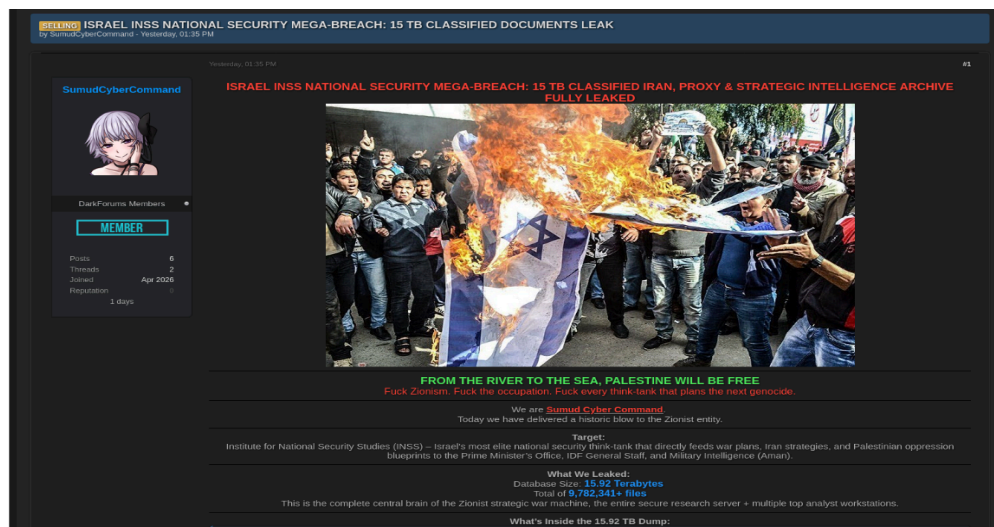 SELLING ISRAEL INSS NATIONAL SECURITY MEGA-BREACH: 15 TB CLASSIFIED DOCUMENTS LEAK
by SumudCyberCommand - Yesterday, 01:35 PM
Yesterday, 01:35 PM
#1
SumudCyberCommand
DarkForums Members
MEMBER
Posts 6
Threads 2
Joined Apr 2026
Reputation 0
1 days
ISRAEL INSS NATIONAL SECURITY MEGA-BREACH: 15 TB CLASSIFIED IRAN, PROXY & STRATEGIC INTELLIGENCE ARCHIVE
FULLY LEAKED
FROM THE RIVER TO THE SEA, PALESTINE WILL BE FREE
Fuck Zionism. Fuck the occupation. Fuck every think-tank that plans the next genocide.
We are Sumud Cyber Command.
Today we have delivered a historic blow to the Zionist entity.
Target:
Institute for National Security Studies (INSS) – Israel's most elite national security think-tank that directly feeds war plans, Iran strategies, and Palestinian oppression
blueprints to the Prime Minister's Office, IDF General Staff, and Military Intelligence (Aman).
What We Leaked:
Database Size: 15.92 Terabytes
Total of 9,782,341+ files
This is the complete central brain of the Zionist strategic war machine, the entire secure research server + multiple top analyst workstations.
What's Inside the 15.92 TB Dump: